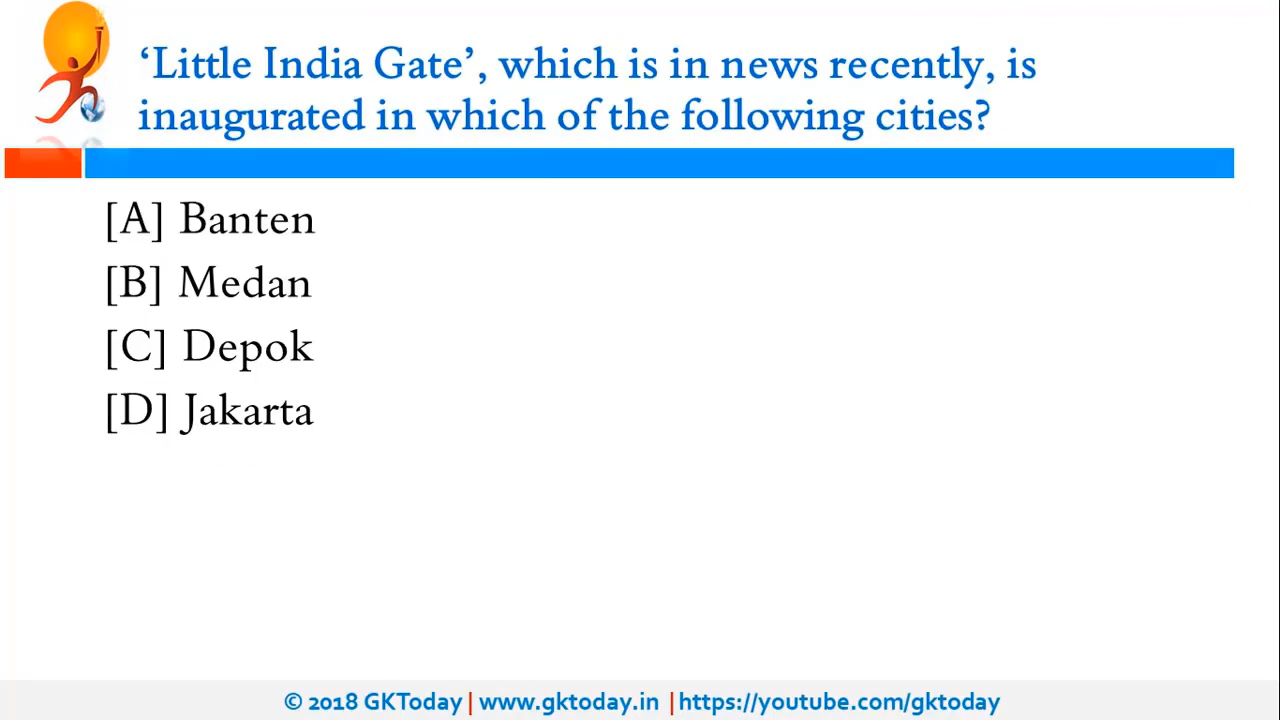 ‘Little India Gate’, which is in news recently, is
inaugurated in which of the following cities?
[A] Banten
[B] Medan
[C] Depok
[D] Jakarta
© 2018 GKToday | www.gktoday.in | https://youtube.com/gktoday